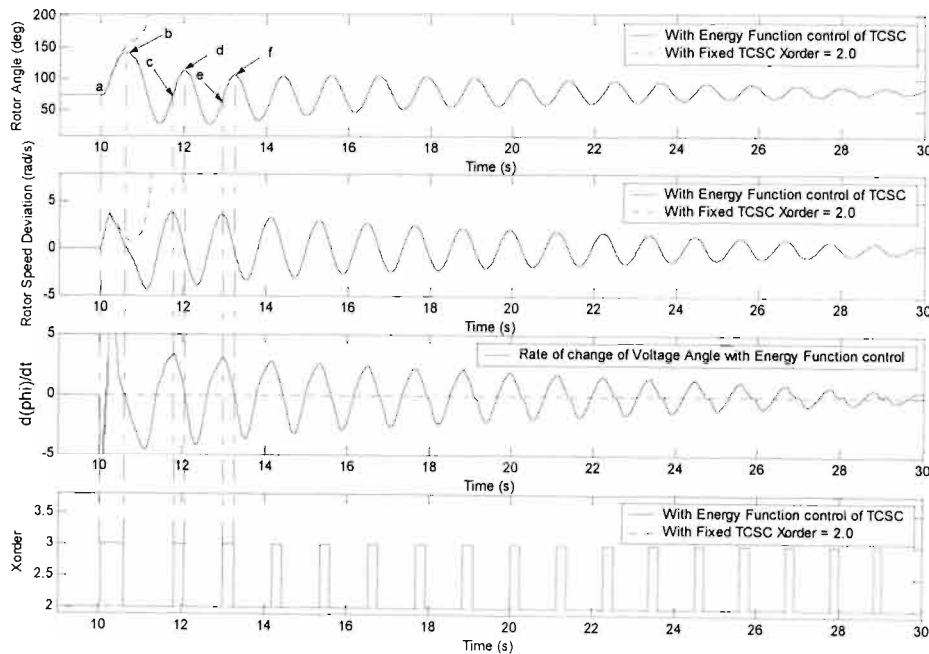 Rotor Angle (deg)
200
150
100
50
a
b
c
d
e
f
With Energy Function control of TCSC
With Fixed TCSC Xorder = 2.0
10 12 14 16 18 20 22 24 26 28 30
Time (s)
Rotor Speed Deviation (rad/s)
5
0
-5
With Energy Function control of TCSC
With Fixed TCSC Xorder = 2.0
10 12 14 16 18 20 22 24 26 28 30
Time (s)
d(phi)/dt
5
0
-5
Rate of change of Voltage Angle with Energy Function control
10 12 14 16 18 20 22 24 26 28 30
Time (s)
Xorder
3.5
3
2.5
2
With Energy Function control of TCSC
With Fixed TCSC Xorder = 2.0
10 12 14 16 18 20 22 24 26 28 30
Time (s)